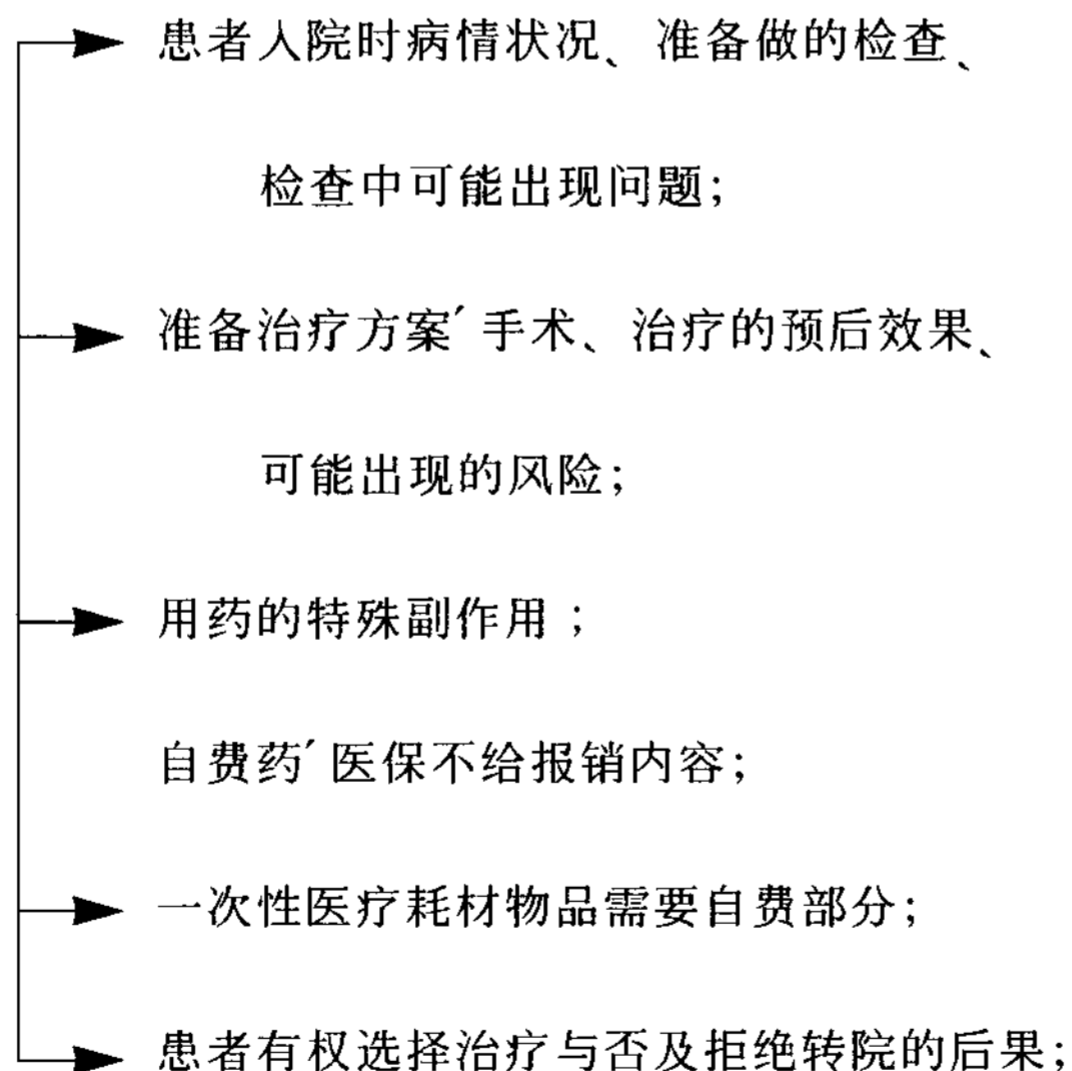 患者入院时病情状况、准备做的检查、
检查中可能出现问题;
准备治疗方案′手术、治疗的预后效果、
可能出现的风险;
用药的特殊副作用;
自费药′医保不给报销内容;
一次性医疗耗材物品需要自费部分;
患者有权选择治疗与否及拒绝转院的后果;